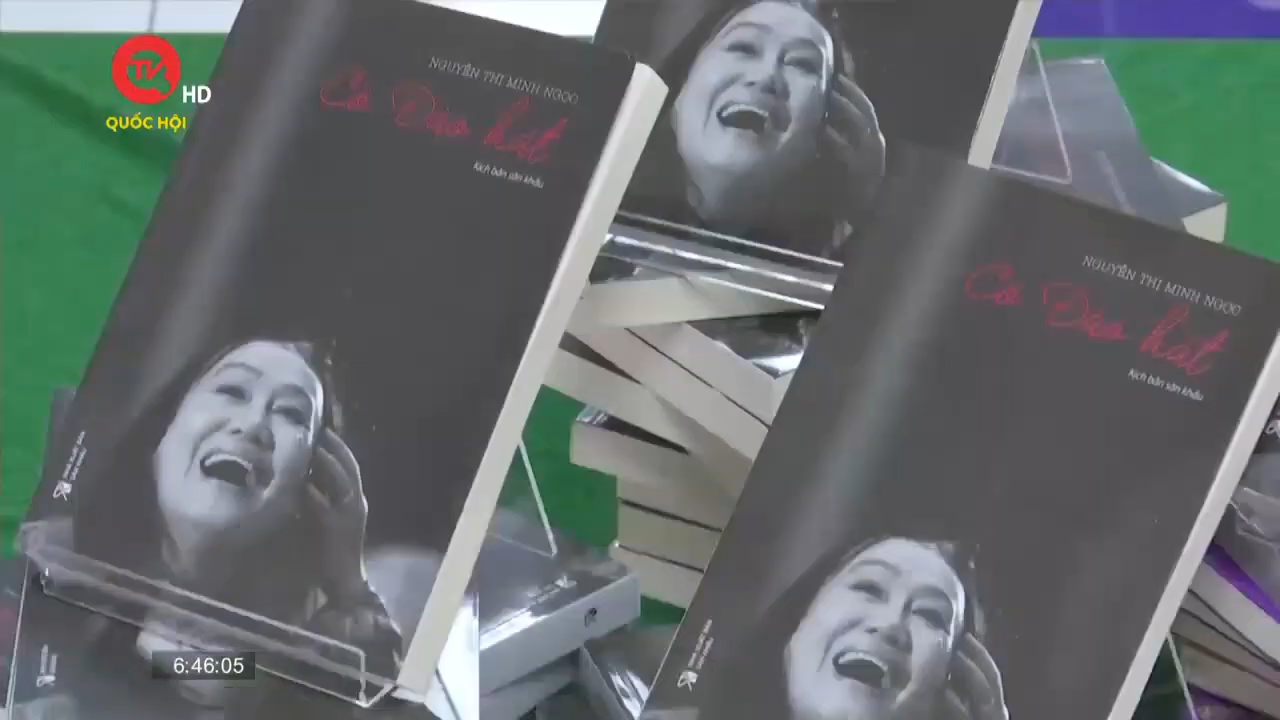 TV
HD
QUỐC HỘI
NGUYỄN THỊ MINH NGỌC
Cô Đào hát
Kịch bản sân khấu
NGUYỄN THỊ MINH NGỌC
Cô Đào hát
Kịch bản sân khấu
6:46:05